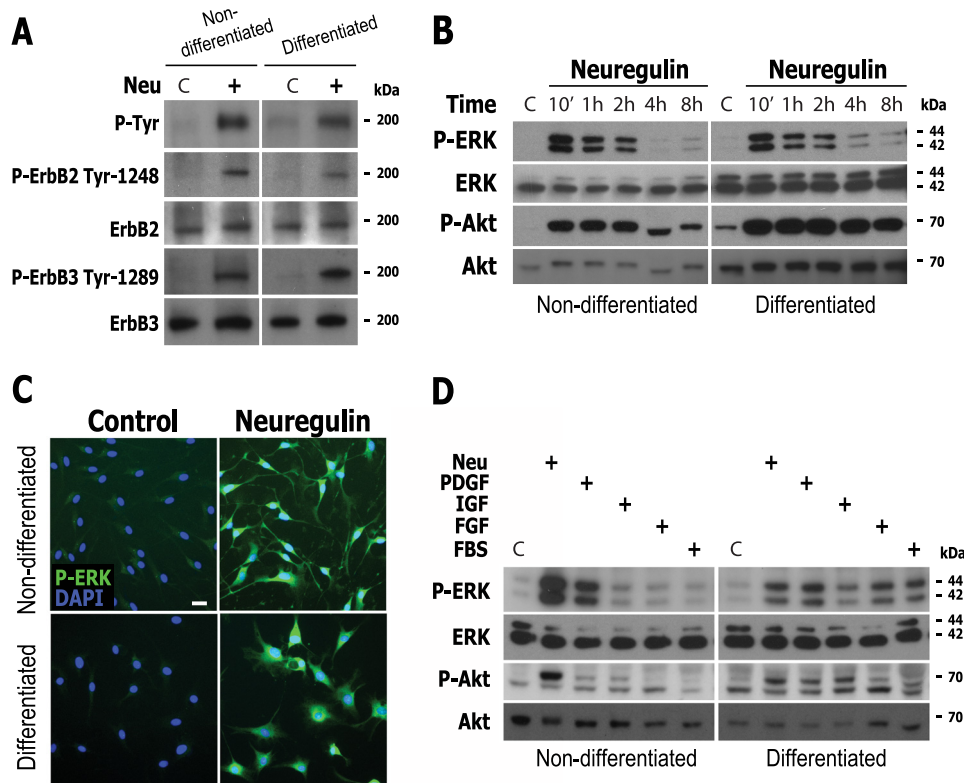 A
Non-
differentiated
Differentiated
Neu C + C + kDa
P-Tyr - 200
P-ErbB2 Tyr-1248 - 200
ErbB2 - 200
P-ErbB3 Tyr-1289 - 200
ErbB3 - 200
B
Neuregulin Neuregulin
Time C 10' 1h 2h 4h 8h C 10' 1h 2h 4h 8h kDa
P-ERK - 44
- 42
ERK - 44
- 42
P-Akt - 70
Akt - 70
Non-differentiated Differentiated
C
Control Neuregulin
Non-differentiated
P-ERK
DAPI
Differentiated
D
Neu + +
PDGF + +
IGF + +
FGF + +
FBS C + C + kDa
P-ERK - 44
- 42
ERK - 44
- 42
P-Akt - 70
Akt - 70
Non-differentiated Differentiated